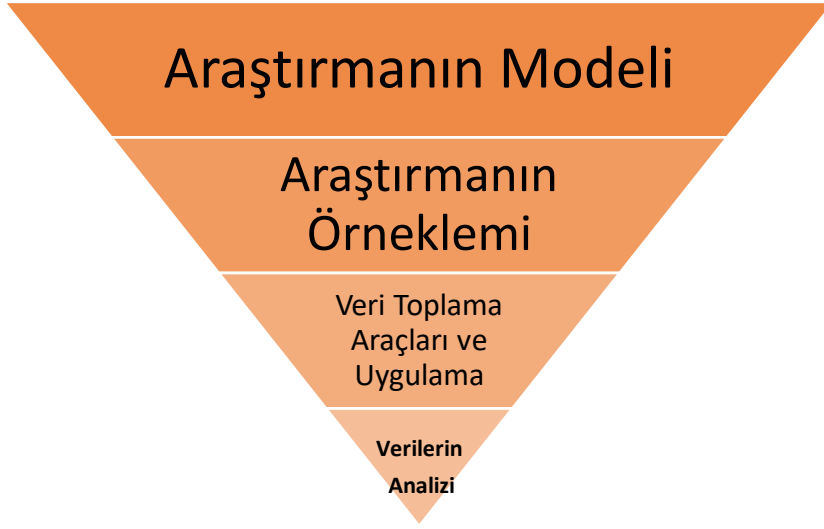 Araştırmanın Modeli
Araştırmanın
Örneklemi
Veri Toplama
Araçları ve
Uygulama
Verilerin
Analizi